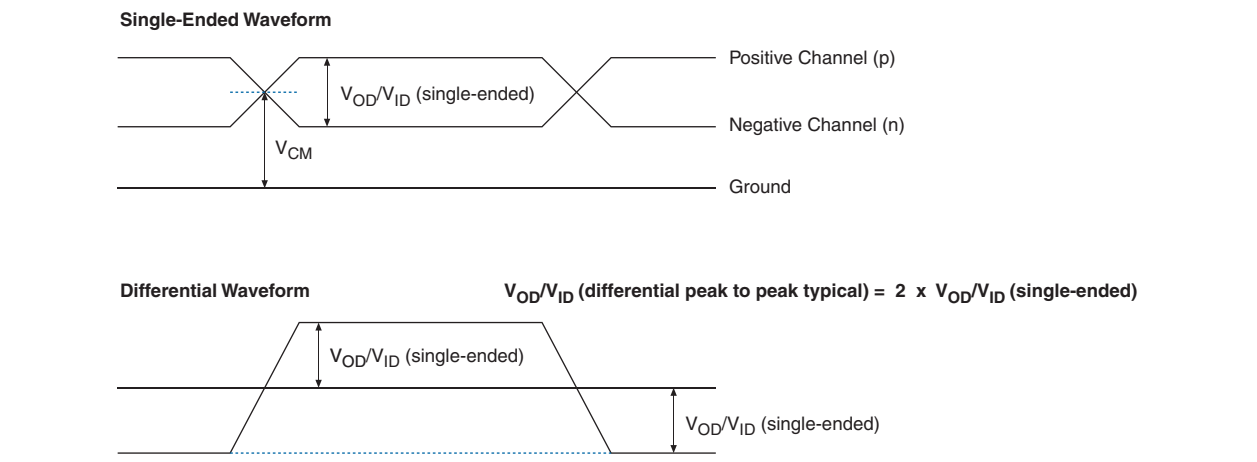 Single-Ended Waveform
Positive Channel (p)
VOD/VID (single-ended)
Negative Channel (n)
VCM
Ground
Differential Waveform
VOD/VID (differential peak to peak typical) = 2 x VOD/VID (single-ended)
VOD/VID (single-ended)
VOD/VID (single-ended)